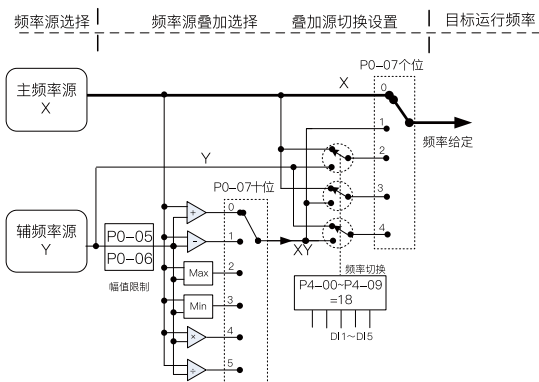 频率源选择
频率源叠加选择
叠加源切换设置
目标运行频率
P0-07个位
主频率源
X
X
0
1
频率给定
Y
2
P0-07十位
3
辅频率源
Y
P0-05
P0-06
幅值限制
+
0
-
1
XY
4
Max
2
频率切换
Min
3
P4-00~P4-09
=18
×
4
DI1~DI5
÷
5